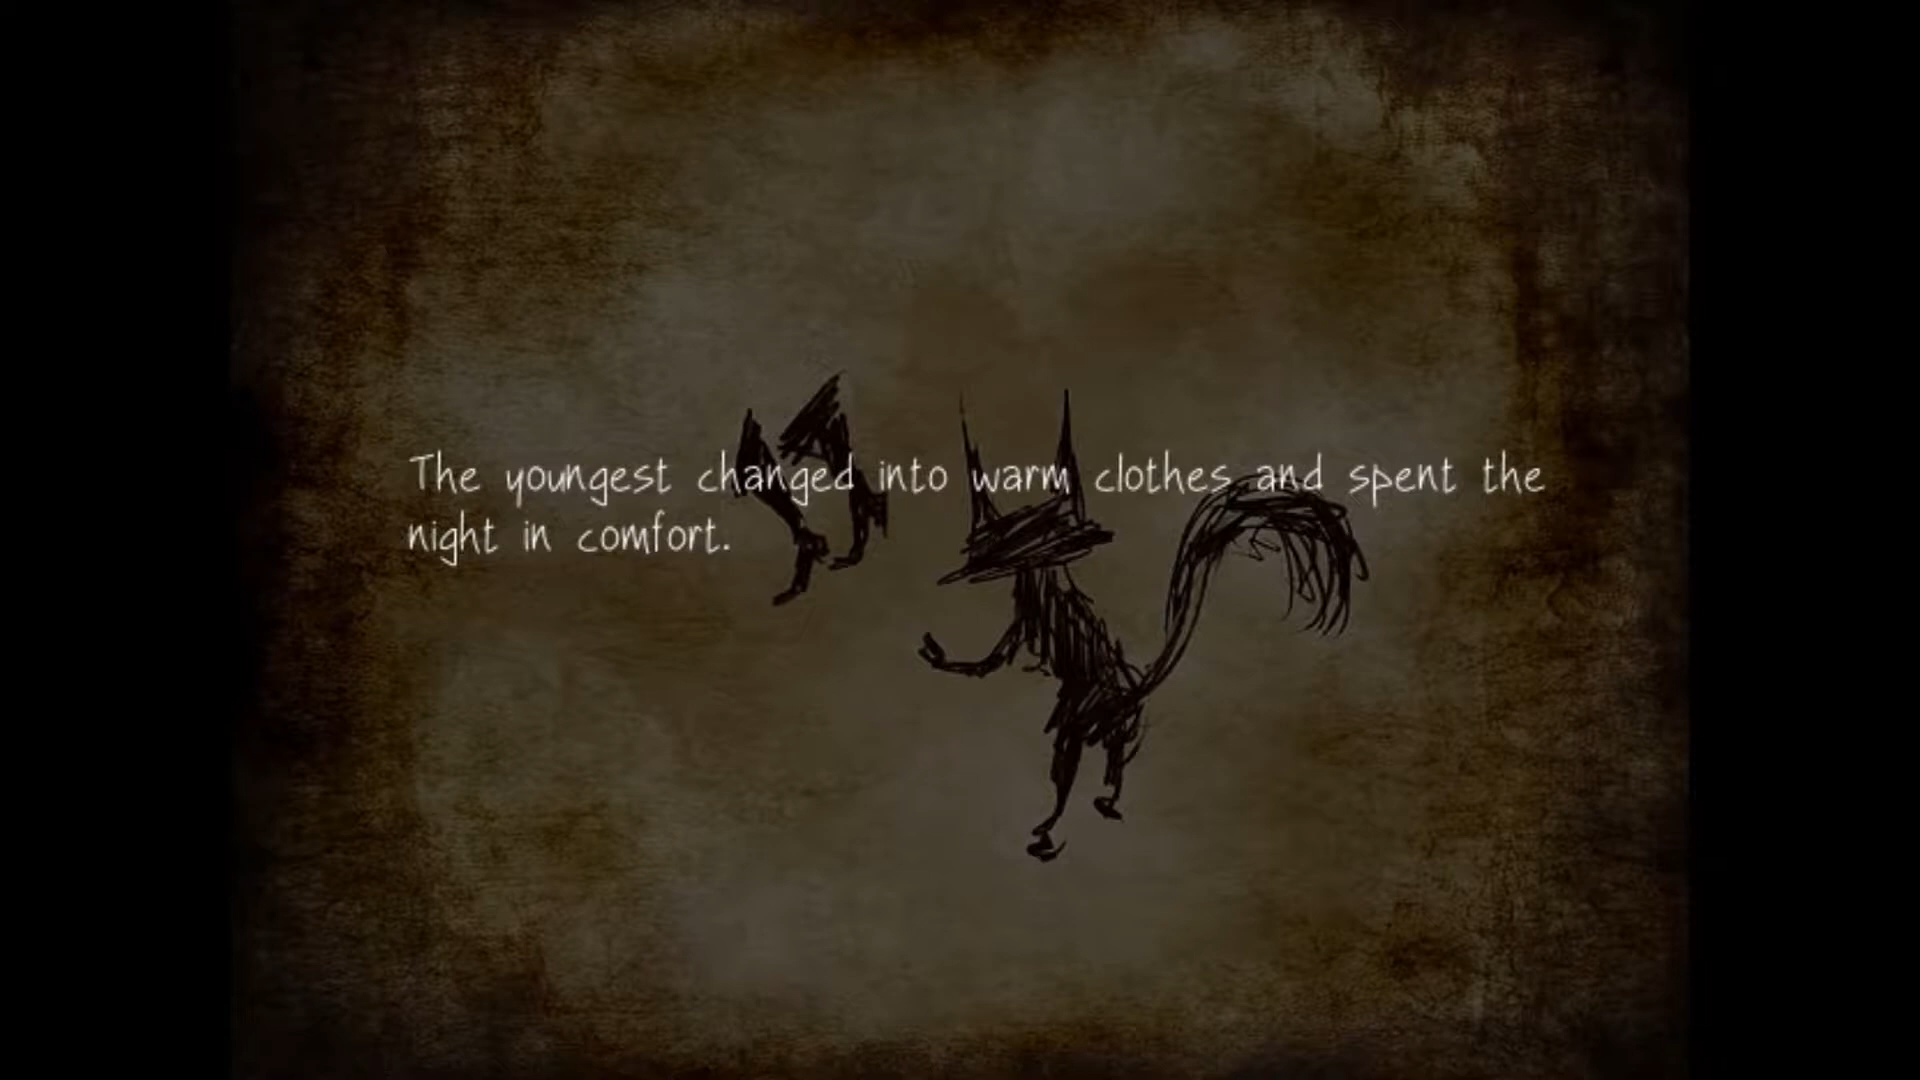 The youngest changed into warm clothes and spent the
night in comfort.